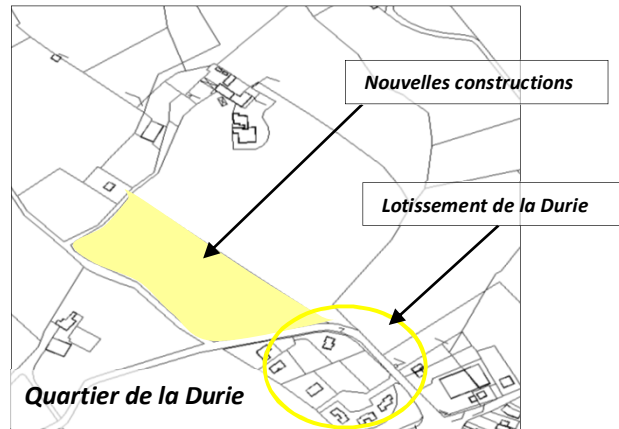 Nouvelles constructions
Lotissement de la Durie
Quartier de la Durie